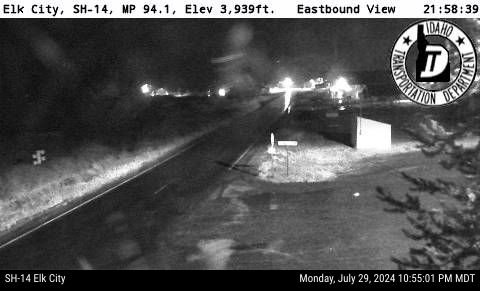 Elk City, SH-14, MP 94.1, Elev 3,939ft. Eastbound View 21:58:39
IDAHO
TRANSPORTATION DEPARTMENT
SH-14 Elk City Monday, July 29, 2024 10:55:01 PM MDT